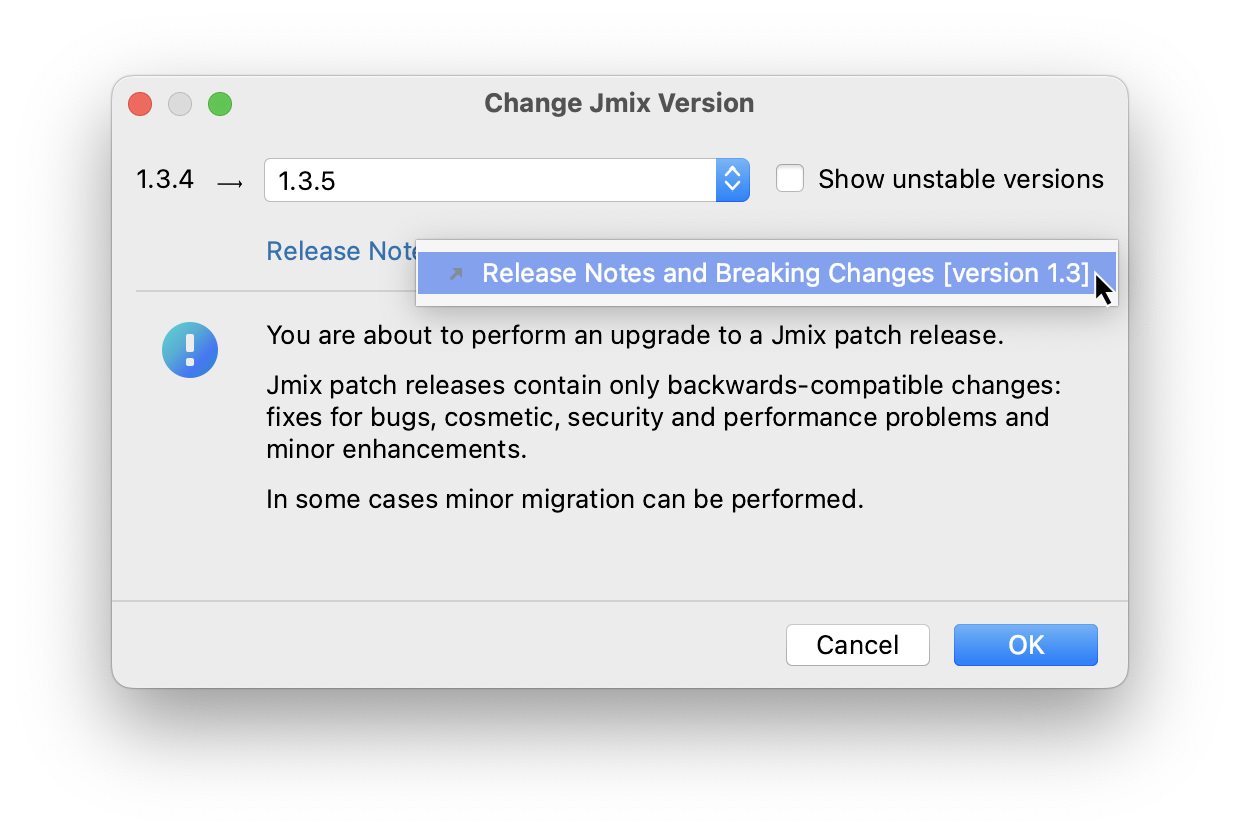 Change Jmix Version
1.3.4 → 1.3.5 Show unstable versions
Release Note
Release Notes and Breaking Changes [version 1.3]
You are about to perform an upgrade to a Jmix patch release.
Jmix patch releases contain only backwards-compatible changes:
fixes for bugs, cosmetic, security and performance problems and
minor enhancements.
In some cases minor migration can be performed.
Cancel OK